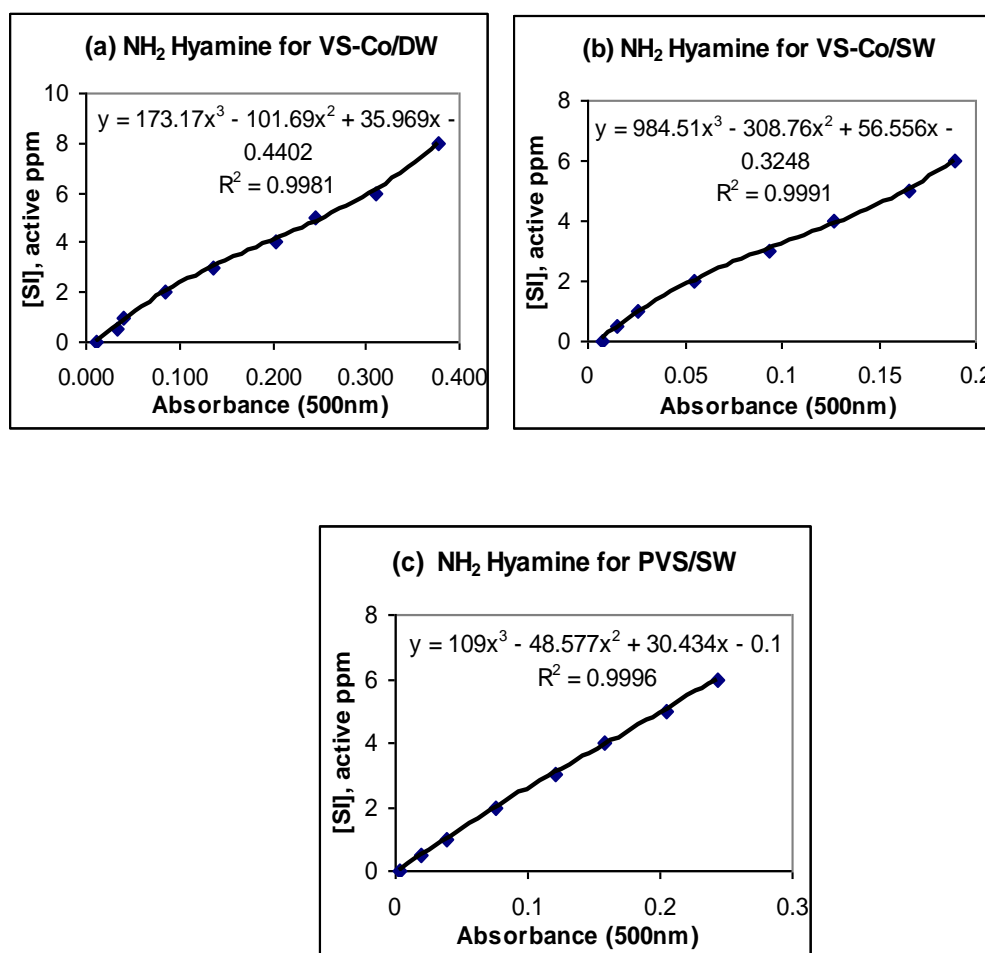 (a) NH₂ Hyamine for VS-Co/DW
10
8
6
4
2
0
y = 173.17x³ - 101.69x² + 35.969x -
0.4402
R² = 0.9981
[SI], active ppm
0.000 0.100 0.200 0.300 0.400
Absorbance (500nm)
(b) NH₂ Hyamine for VS-Co/SW
8
6
4
2
0
y = 984.51x³ - 308.76x² + 56.556x -
0.3248
R² = 0.9991
[SI], active ppm
0 0.05 0.1 0.15 0.2
Absorbance (500nm)
(c) NH₂ Hyamine for PVS/SW
8
6
4
2
0
y = 109x³ - 48.577x² + 30.434x - 0.1
R² = 0.9996
[SI], active ppm
0 0.1 0.2 0.3
Absorbance (500nm)